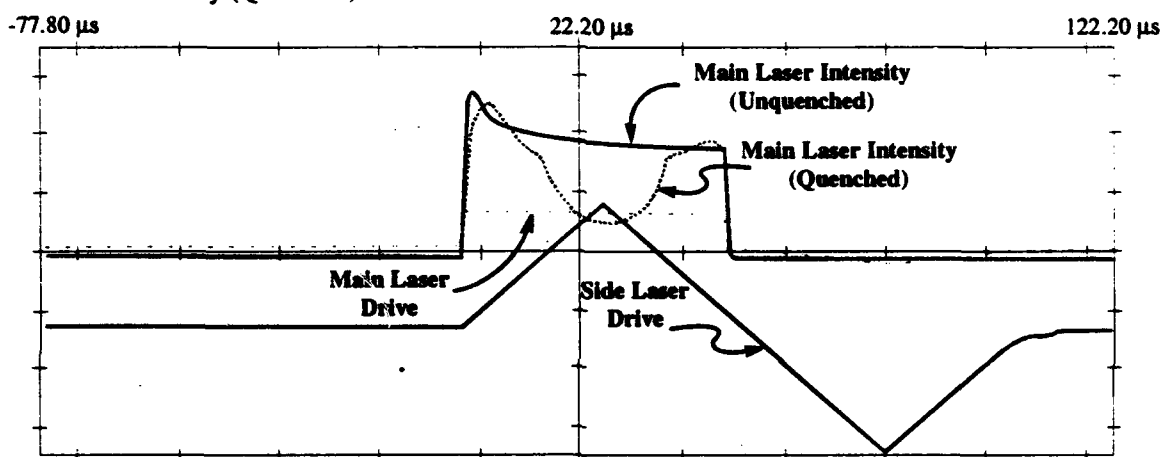 -77.80 µs 22.20 µs 122.20 µs
Main Laser Intensity
(Unquenched)
Main Laser Intensity
(Quenched)
Main Laser
Drive
Side Laser
Drive